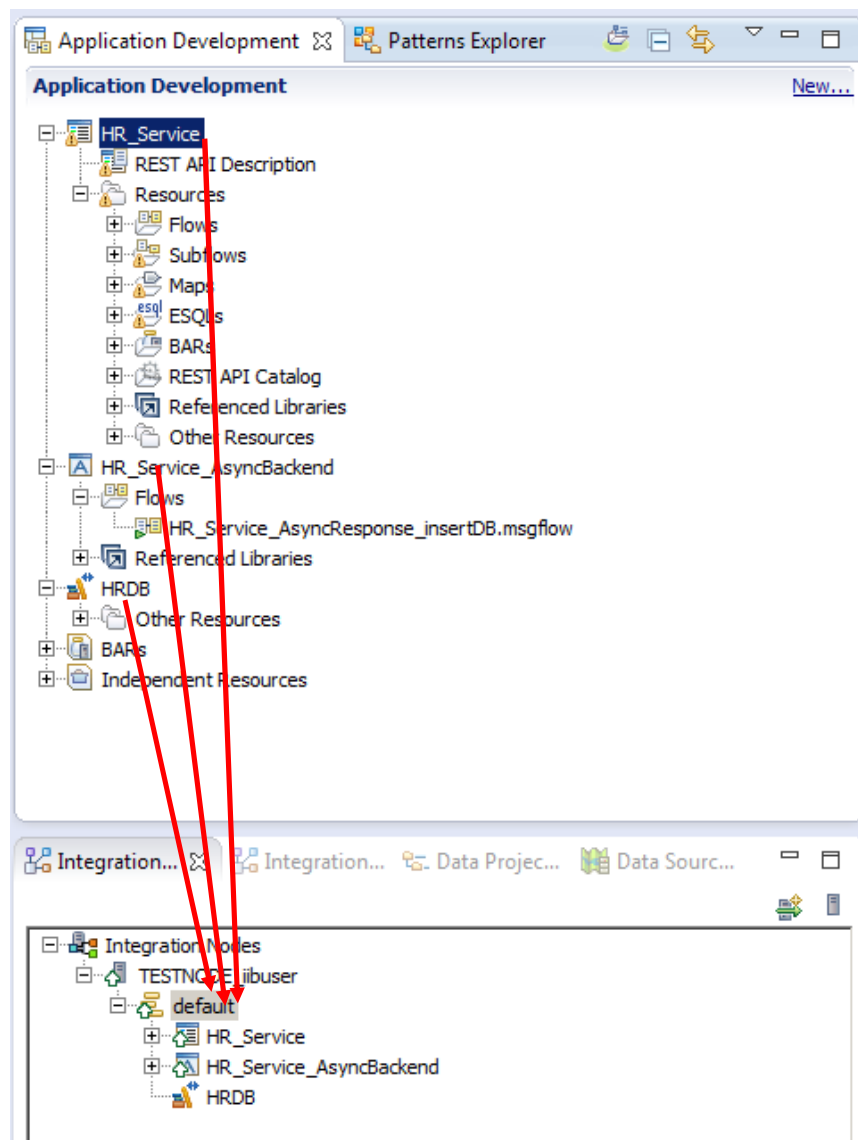 Application Development Patterns Explorer
Application Development New...
HR_Service
REST API Description
Resources
Flows
Subflows
Maps
esql ESQLs
BARs
REST API Catalog
Referenced Libraries
Other Resources
A HR_Service_AsyncBackend
Flows
HR_Service_AsyncResponse_insertDB.msgflow
Referenced Libraries
HRDB
Other Resources
BARs
Independent Resources
Integration... Integration... Data Projec... Data Sourc...
Integration Nodes
TESTNODE_iibuser
default
HR_Service
HR_Service_AsyncBackend
HRDB